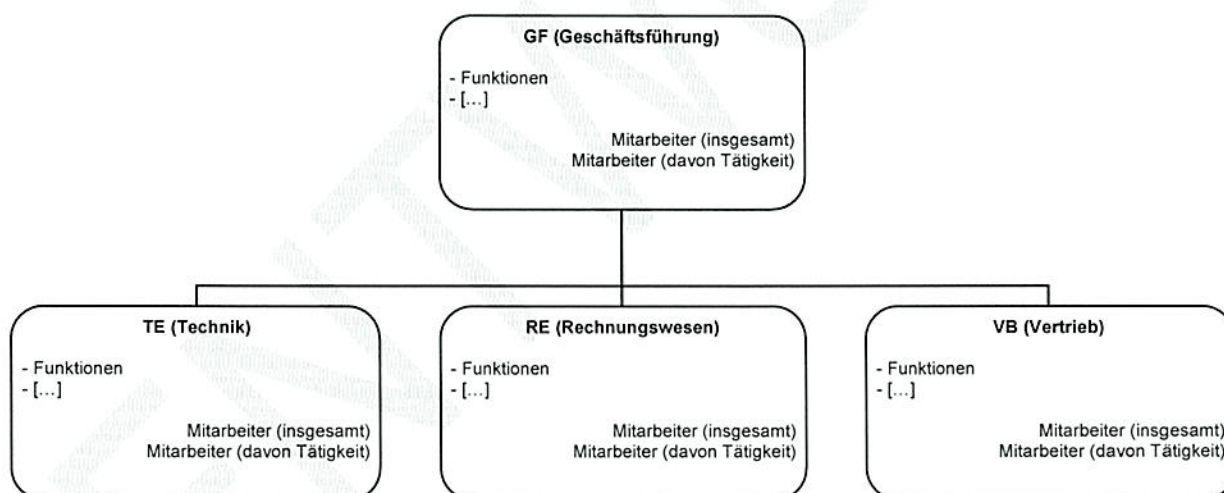 GF (Geschäftsführung)
- Funktionen
- [...]
Mitarbeiter (insgesamt)
Mitarbeiter (davon Tätigkeit)
TE (Technik)
- Funktionen
- [...]
Mitarbeiter (insgesamt)
Mitarbeiter (davon Tätigkeit)
RE (Rechnungswesen)
- Funktionen
- [...]
Mitarbeiter (insgesamt)
Mitarbeiter (davon Tätigkeit)
VB (Vertrieb)
- Funktionen
- [...]
Mitarbeiter (insgesamt)
Mitarbeiter (davon Tätigkeit)